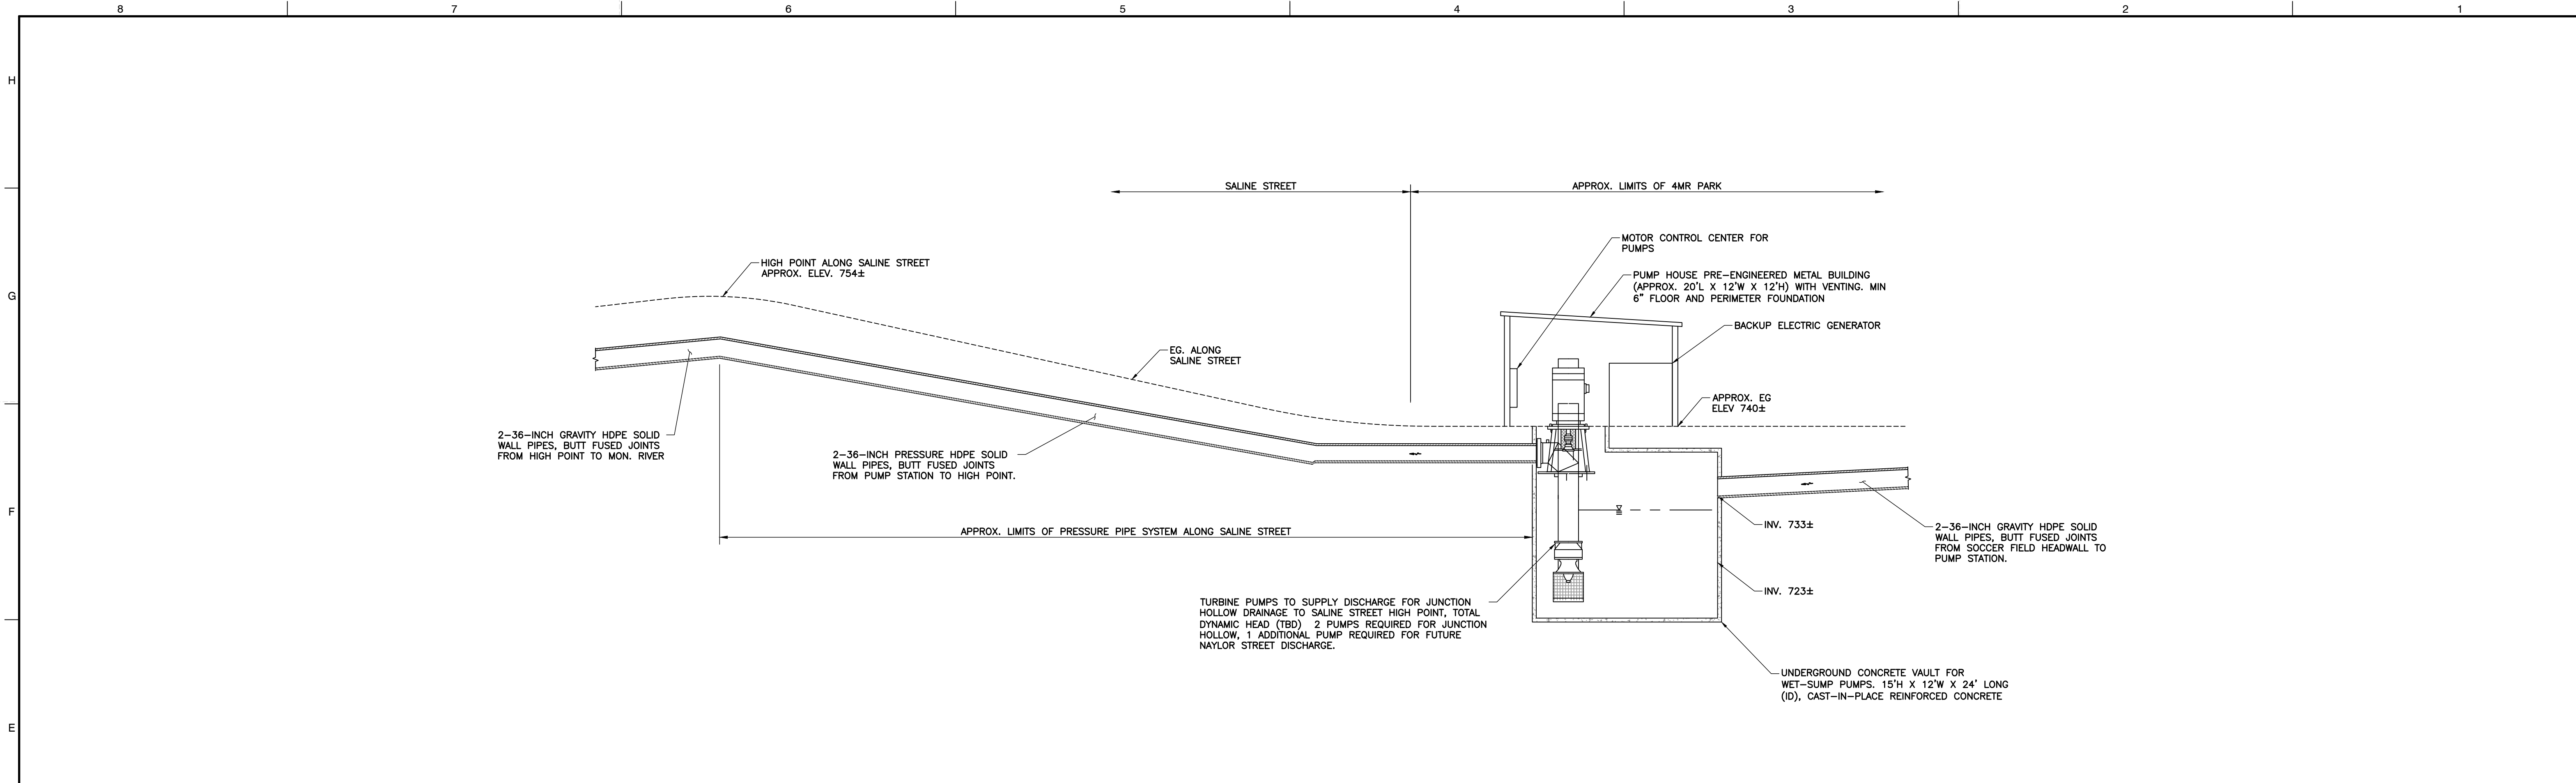 8 7 6 5 4 3 2 1
H
G
F
E
SALINE STREET
APPROX. LIMITS OF 4MR PARK
MOTOR CONTROL CENTER FOR
PUMPS
HIGH POINT ALONG SALINE STREET
APPROX. ELEV. 754±
PUMP HOUSE PRE-ENGINEERED METAL BUILDING
(APPROX. 20'L X 12'W X 12'H) WITH VENTING. MIN
6" FLOOR AND PERIMETER FOUNDATION
BACKUP ELECTRIC GENERATOR
EG. ALONG
SALINE STREET
APPROX. EG
ELEV 740±
2-36-INCH GRAVITY HDPE SOLID
WALL PIPES, BUTT FUSED JOINTS
FROM HIGH POINT TO MON. RIVER
2-36-INCH PRESSURE HDPE SOLID
WALL PIPES, BUTT FUSED JOINTS
FROM PUMP STATION TO HIGH POINT.
APPROX. LIMITS OF PRESSURE PIPE SYSTEM ALONG SALINE STREET
INV. 733±
2-36-INCH GRAVITY HDPE SOLID
WALL PIPES, BUTT FUSED JOINTS
FROM SOCCER FIELD HEADWALL TO
PUMP STATION.
INV. 723±
TURBINE PUMPS TO SUPPLY DISCHARGE FOR JUNCTION
HOLLOW DRAINAGE TO SALINE STREET HIGH POINT, TOTAL
DYNAMIC HEAD (TBD) 2 PUMPS REQUIRED FOR JUNCTION
HOLLOW, 1 ADDITIONAL PUMP REQUIRED FOR FUTURE
NAYLOR STREET DISCHARGE.
UNDERGROUND CONCRETE VAULT FOR
WET-SUMP PUMPS. 15'H X 12'W X 24' LONG
(ID), CAST-IN-PLACE REINFORCED CONCRETE